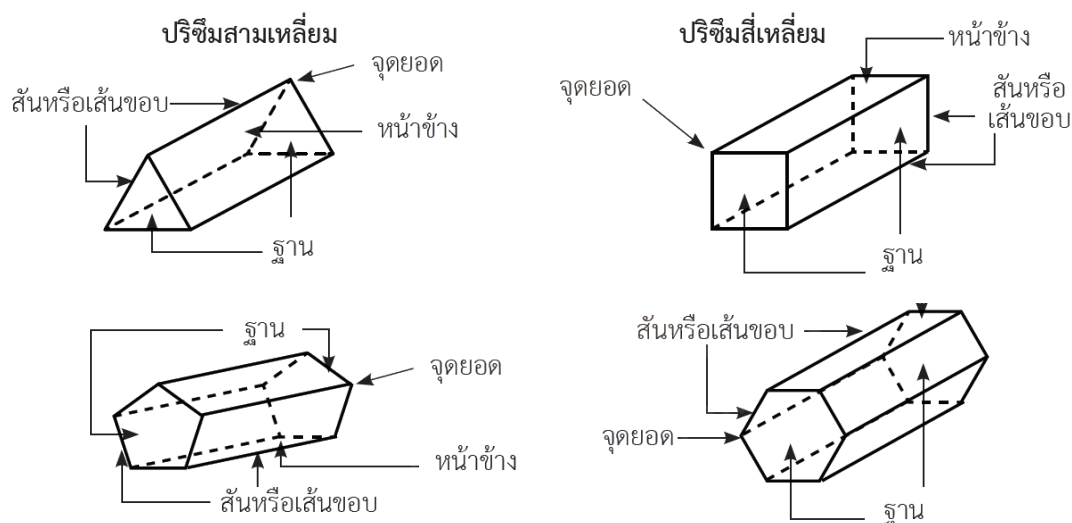 ปริซึมสามเหลี่ยม
จุดยอด
สันหรือเส้นขอบ
หน้าข้าง
ฐาน
ปริซึมสี่เหลี่ยม
หน้าข้าง
จุดยอด
สันหรือ
เส้นขอบ
ฐาน
ฐาน
จุดยอด
หน้าข้าง
สันหรือเส้นขอบ
สันหรือเส้นขอบ
จุดยอด
ฐาน